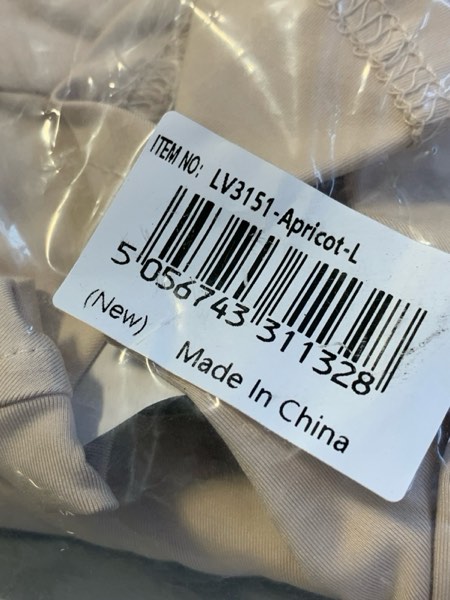 ITEM NO: LV3151-Apricot-L
5 056743 311328
(New)
Made In China